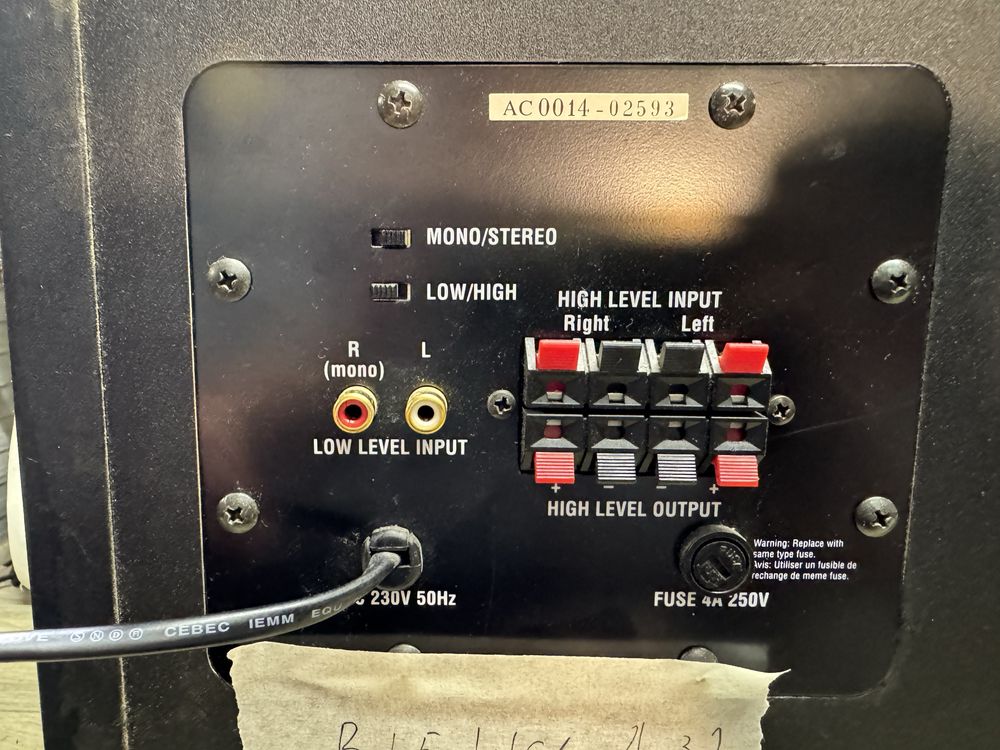 AC0014-02593
MONO/STEREO
LOW/HIGH
HIGH LEVEL INPUT
Right Left
R L
(mono)
LOW LEVEL INPUT
+ − − +
HIGH LEVEL OUTPUT
Warning: Replace with
same type fuse.
Avis: Utiliser un fusible de
rechange de meme fuse.
230V 50Hz
FUSE 4A 250V
CEBEC IEMM